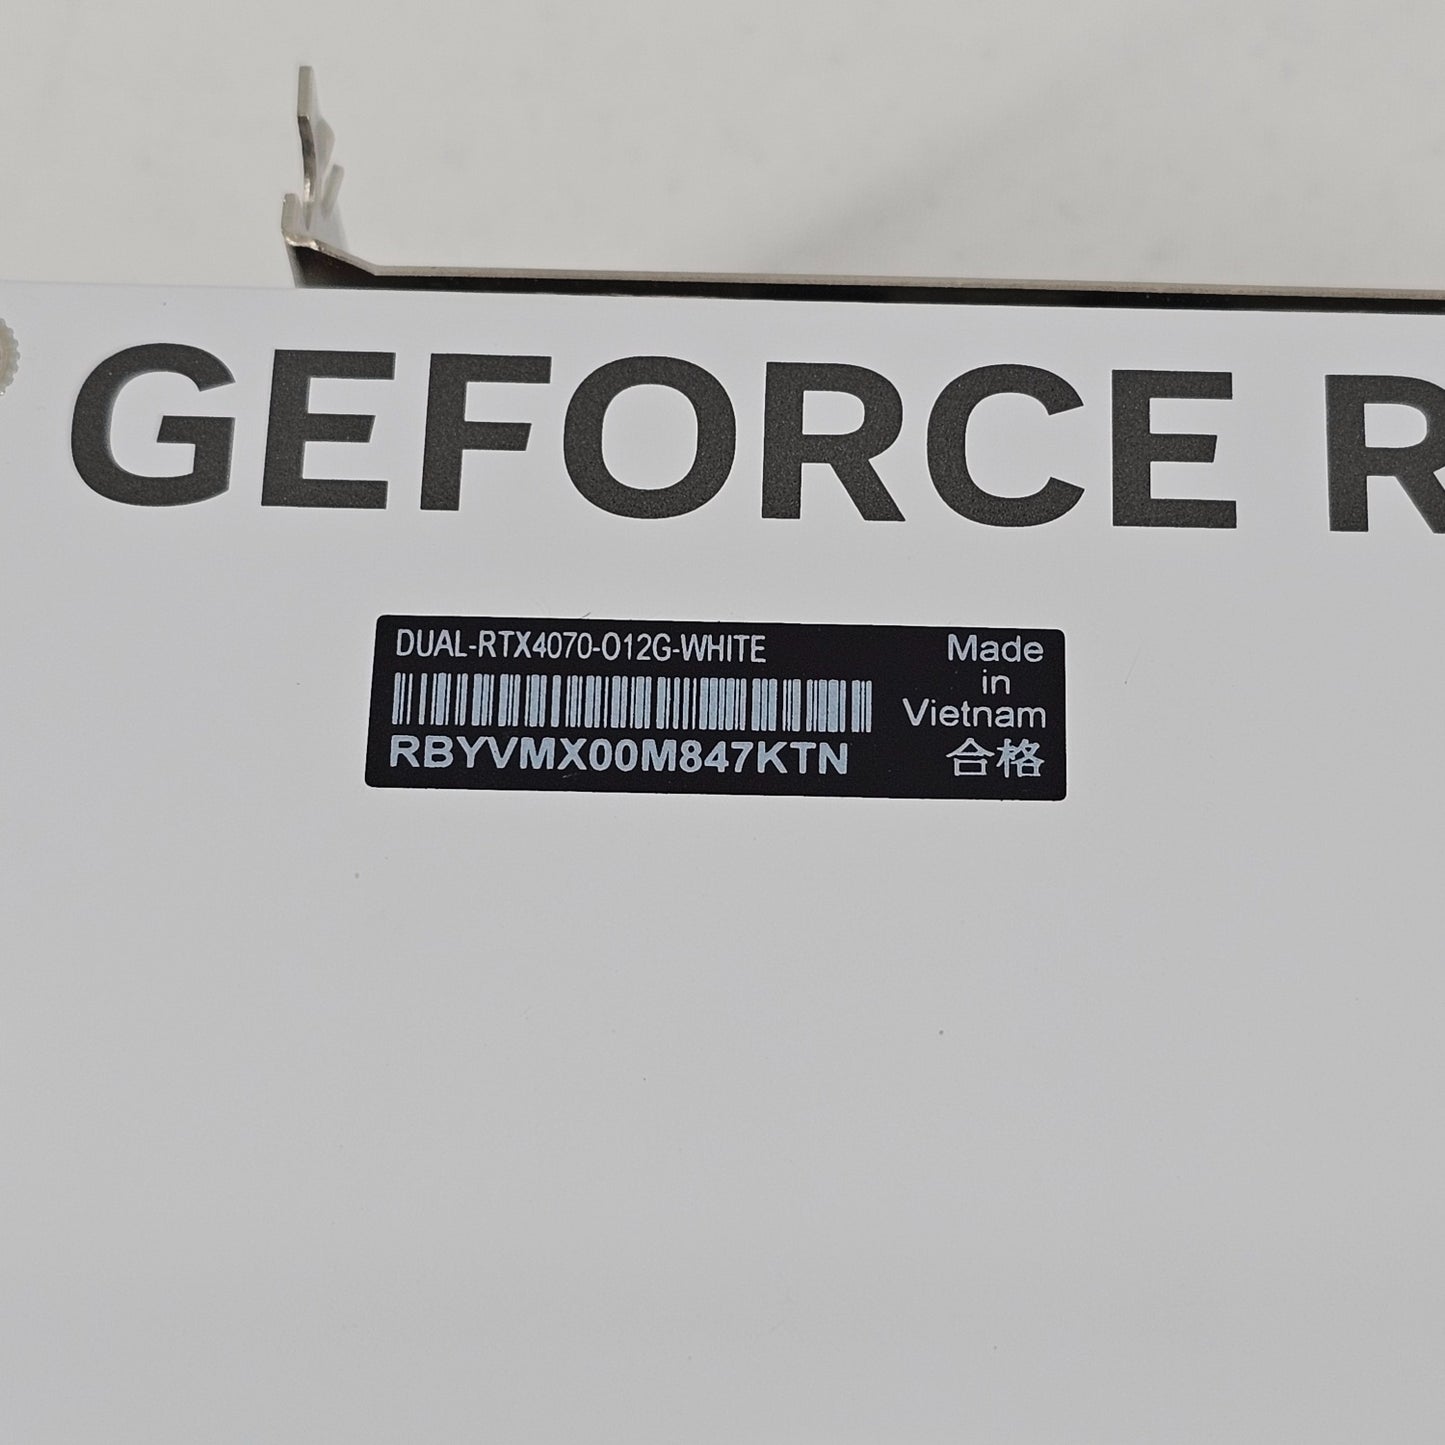 GEFORCE R
DUAL-RTX4070-O12G-WHITE
RBYVMX00M847KTN
Made
in
Vietnam
合格